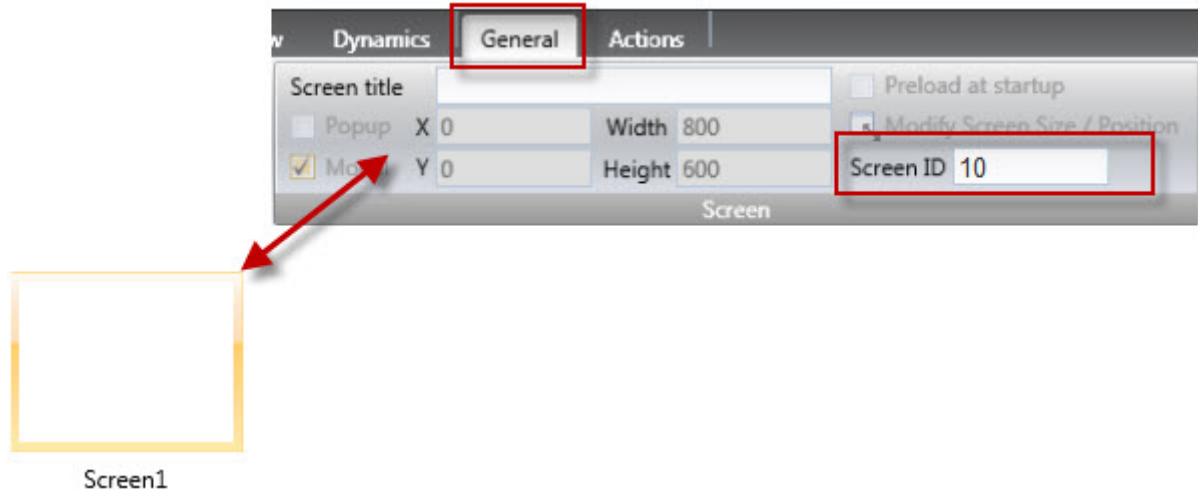 w Dynamics General Actions
Screen title Preload at startup
Popup X 0 Width 800 Modify Screen Size / Position
Modal Y 0 Height 600 Screen ID 10
Screen
Screen1